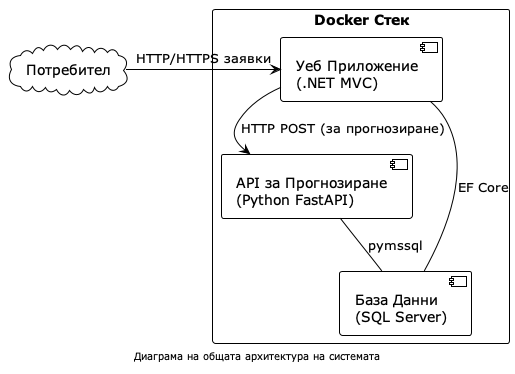 Docker Стек
Потребител
HTTP/HTTPS заявки
Уеб Приложение
(.NET MVC)
HTTP POST (за прогнозиране)
API за Прогнозиране
(Python FastAPI)
EF Core
pymssql
База Данни
(SQL Server)
Диаграма на общата архитектура на системата